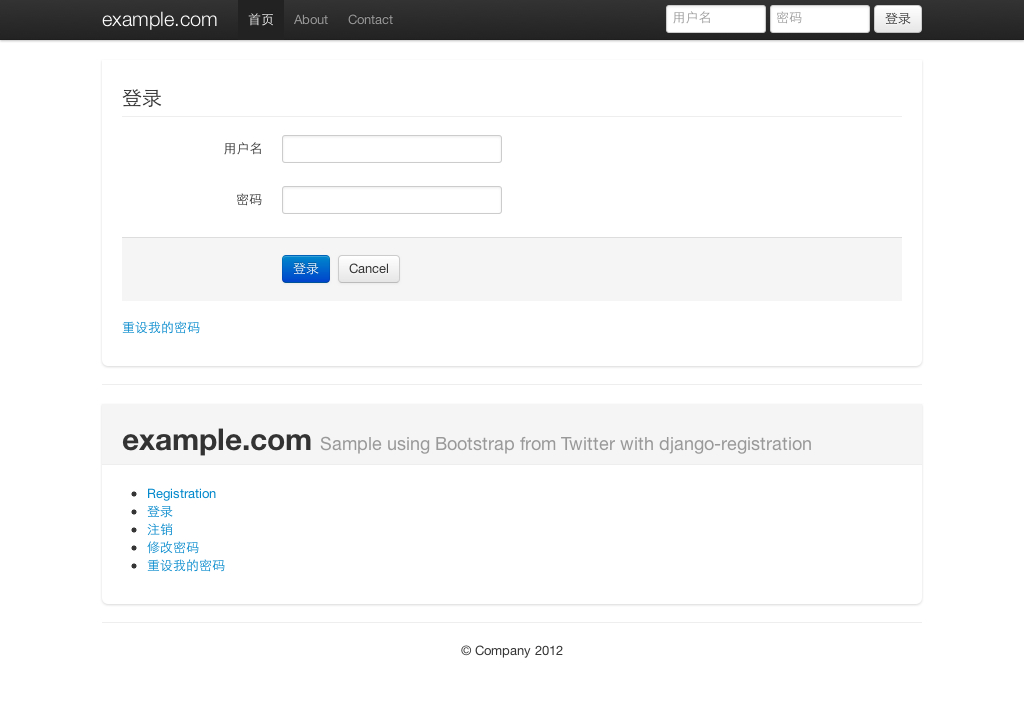 example.com 首页 About Contact 用户名 密码 登录
登录
用户名
密码
登录 Cancel
重设我的密码
example.com Sample using Bootstrap from Twitter with django-registration
Registration
登录
注销
修改密码
重设我的密码
© Company 2012